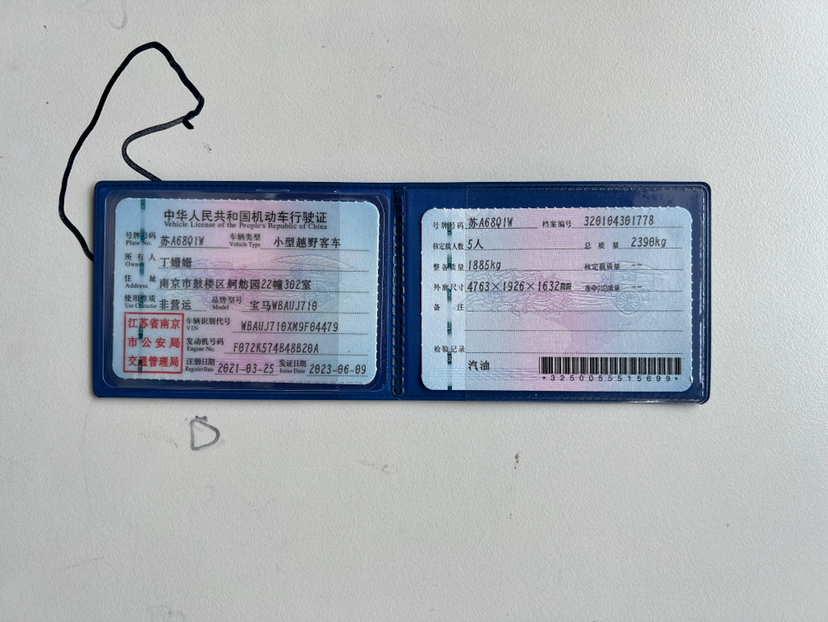 中华人民共和国机动车行驶证
Vehicle License of the People's Republic of China
号牌号码 苏A68Q1W 车辆类型 小型越野客车
Plate No. Vehicle Type
所有人 丁姗姗
Owner
住址 南京市鼓楼区舸舫园22幢302室
Address
使用性质 非营运 品牌型号 宝马WBAUJ710
Use Character Model
江苏省南京
市公安局
交通管理局
车辆识别代号 WBAUJ710XM9F04479
VIN
发动机号码 F072K574B48B20A
Engine No.
注册日期 2021-03-25 发证日期 2023-06-09
Register Date Issue Date
号牌号码 苏A68Q1W 档案编号 320104301778
核定载人数 5人 总质量 2390kg
整备质量 1885kg 核定载质量 --
外廓尺寸 4763×1926×1632mm 准牵引总质量 --
备注
检验记录
汽油
*3250055515699*